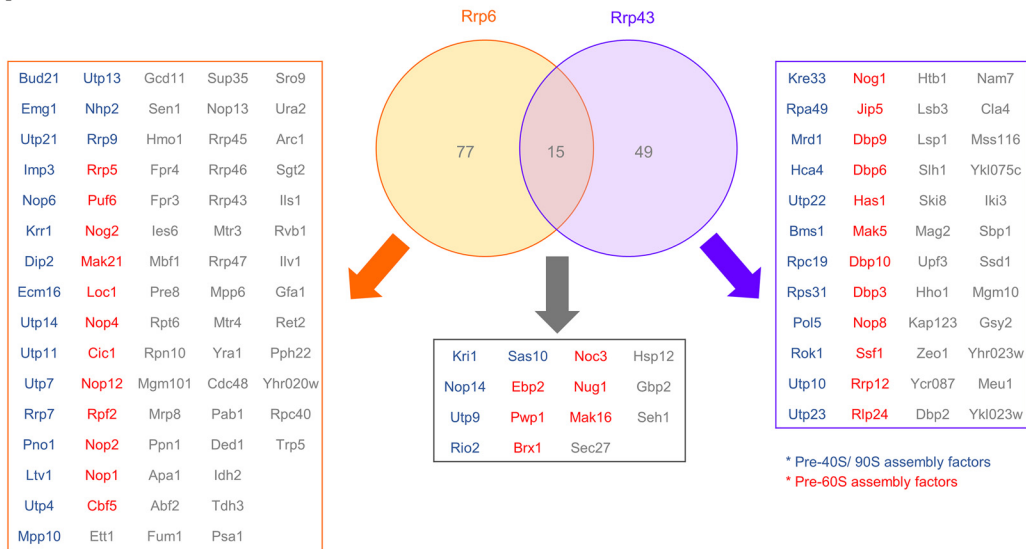 Rrp6 Rrp43
77 15 49
Bud21 Utp13 Gcd11 Sup35 Sro9
Emg1 Nhp2 Sen1 Nop13 Ura2
Utp21 Rrp9 Hmo1 Rrp45 Arc1
Imp3 Rrp5 Fpr4 Rrp46 Sgt2
Nop6 Puf6 Fpr3 Rrp43 Ils1
Krr1 Nog2 Ies6 Mtr3 Rvb1
Dip2 Mak21 Mbf1 Rrp47 Ilv1
Ecm16 Loc1 Pre8 Mpp6 Gfa1
Utp14 Nop4 Rpt6 Mtr4 Ret2
Utp11 Cic1 Rpn10 Yra1 Pph22
Utp7 Nop12 Mgm101 Cdc48 Yhr020w
Rrp7 Rpf2 Mrp8 Pab1 Rpc40
Pno1 Nop2 Ppn1 Ded1 Trp5
Ltv1 Nop1 Apa1 Idh2
Utp4 Cbf5 Abf2 Tdh3
Mpp10 Ett1 Fum1 Psa1
Kri1 Sas10 Noc3 Hsp12
Nop14 Ebp2 Nug1 Gbp2
Utp9 Pwp1 Mak16 Seh1
Rio2 Brx1 Sec27
Kre33 Nog1 Htb1 Nam7
Rpa49 Jip5 Lsb3 Cla4
Mrd1 Dbp9 Lsp1 Mss116
Hca4 Dbp6 Slh1 Ykl075c
Utp22 Has1 Ski8 Iki3
Bms1 Mak5 Mag2 Sbp1
Rpc19 Dbp10 Upf3 Ssd1
Rps31 Dbp3 Hho1 Mgm10
Pol5 Nop8 Kap123 Gsy2
Rok1 Ssf1 Zeo1 Yhr023w
Utp10 Rrp12 Ycr087 Meu1
Utp23 Rlp24 Dbp2 Ykl023w
* Pre-40S/ 90S assembly factors
* Pre-60S assembly factors